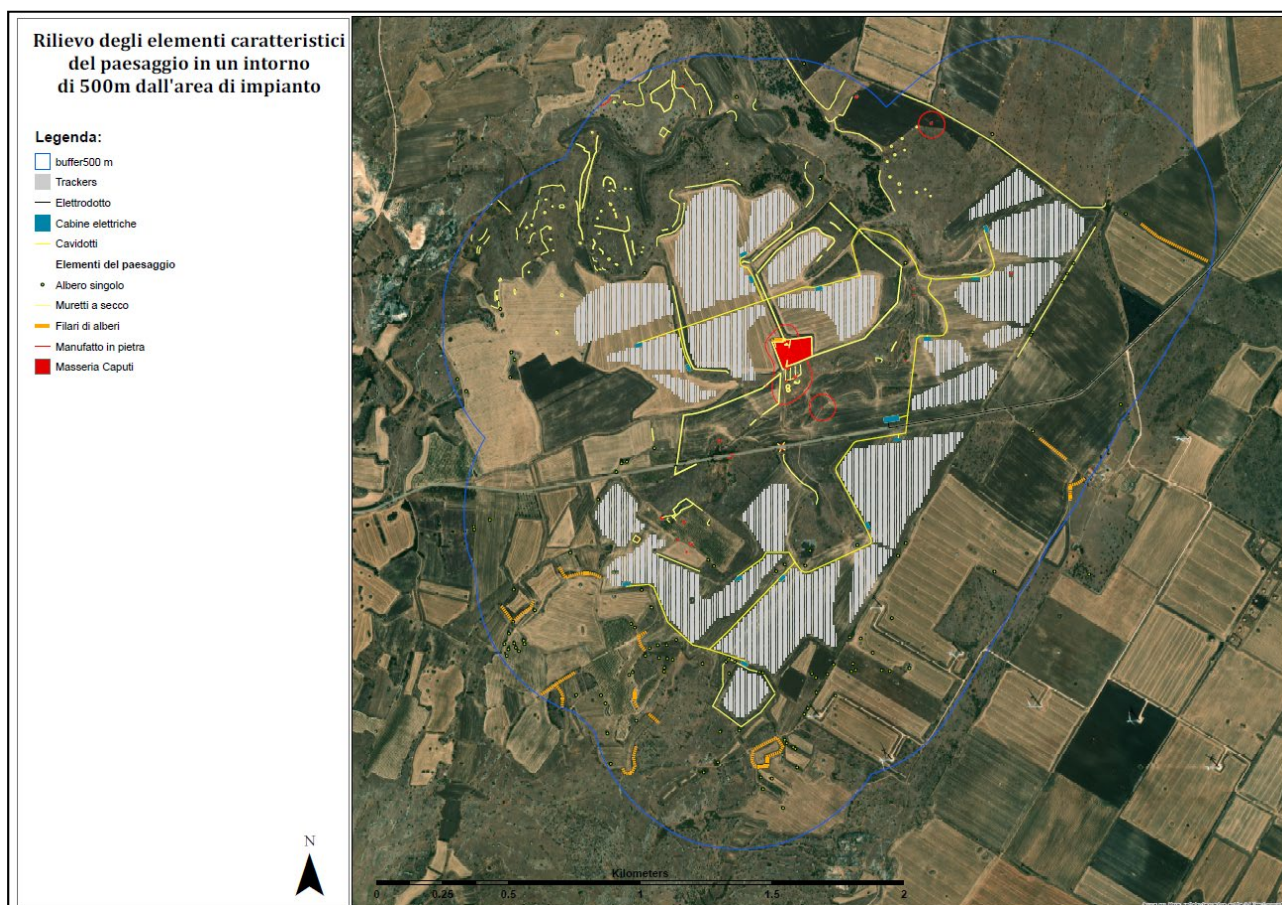 Rilievo degli elementi caratteristici
del paesaggio in un intorno
di 500m dall'area di impianto
Legenda:
buffer500 m
Trackers
Elettrodotto
Cabine elettriche
Cavidotti
Elementi del paesaggio
Albero singolo
Muretti a secco
Filari di alberi
Manufatto in pietra
Masseria Caputi
N
Kilometers
0 0.25 0.5 1 1.5 2